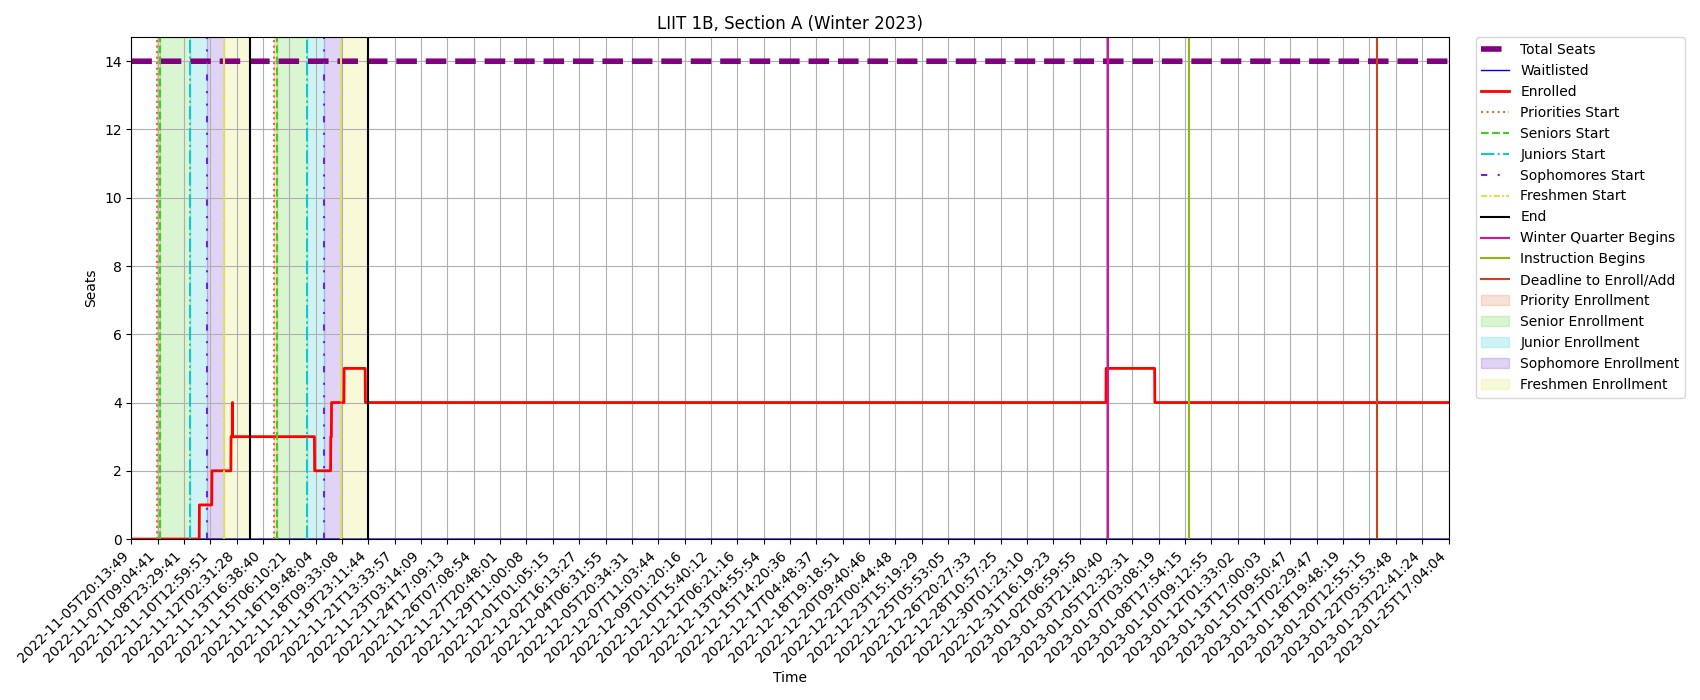 LIIT 1B, Section A (Winter 2023)
14
12
10
8
6
4
2
0
Seats
Time
2022-11-05T20:13:49
2022-11-07T09:04:41
2022-11-08T23:29:41
2022-11-10T12:59:51
2022-11-12T02:31:28
2022-11-13T16:38:40
2022-11-15T06:10:21
2022-11-16T19:48:04
2022-11-18T09:33:08
2022-11-19T23:11:44
2022-11-21T13:33:57
2022-11-23T03:14:09
2022-11-24T17:09:13
2022-11-26T07:08:54
2022-11-27T20:48:01
2022-11-29T11:00:08
2022-12-01T01:05:15
2022-12-02T16:13:27
2022-12-04T06:31:55
2022-12-05T20:34:31
2022-12-07T11:03:44
2022-12-09T01:20:16
2022-12-10T15:40:12
2022-12-12T06:21:16
2022-12-13T04:55:54
2022-12-15T14:20:36
2022-12-17T04:48:37
2022-12-18T19:18:51
2022-12-20T09:40:46
2022-12-22T00:44:48
2022-12-23T15:19:29
2022-12-25T05:53:05
2022-12-26T20:27:33
2022-12-28T10:57:25
2022-12-30T01:23:10
2022-12-31T16:19:23
2023-01-02T06:59:55
2023-01-03T21:40:40
2023-01-05T12:32:31
2023-01-07T03:08:19
2023-01-08T17:54:15
2023-01-10T09:12:55
2023-01-12T01:33:02
2023-01-13T17:00:03
2023-01-15T09:50:47
2023-01-17T02:29:47
2023-01-18T19:48:19
2023-01-20T12:55:15
2023-01-22T05:53:48
2023-01-23T22:41:24
2023-01-25T17:04:04
Total Seats
Waitlisted
Enrolled
Priorities Start
Seniors Start
Juniors Start
Sophomores Start
Freshmen Start
End
Winter Quarter Begins
Instruction Begins
Deadline to Enroll/Add
Priority Enrollment
Senior Enrollment
Junior Enrollment
Sophomore Enrollment
Freshmen Enrollment